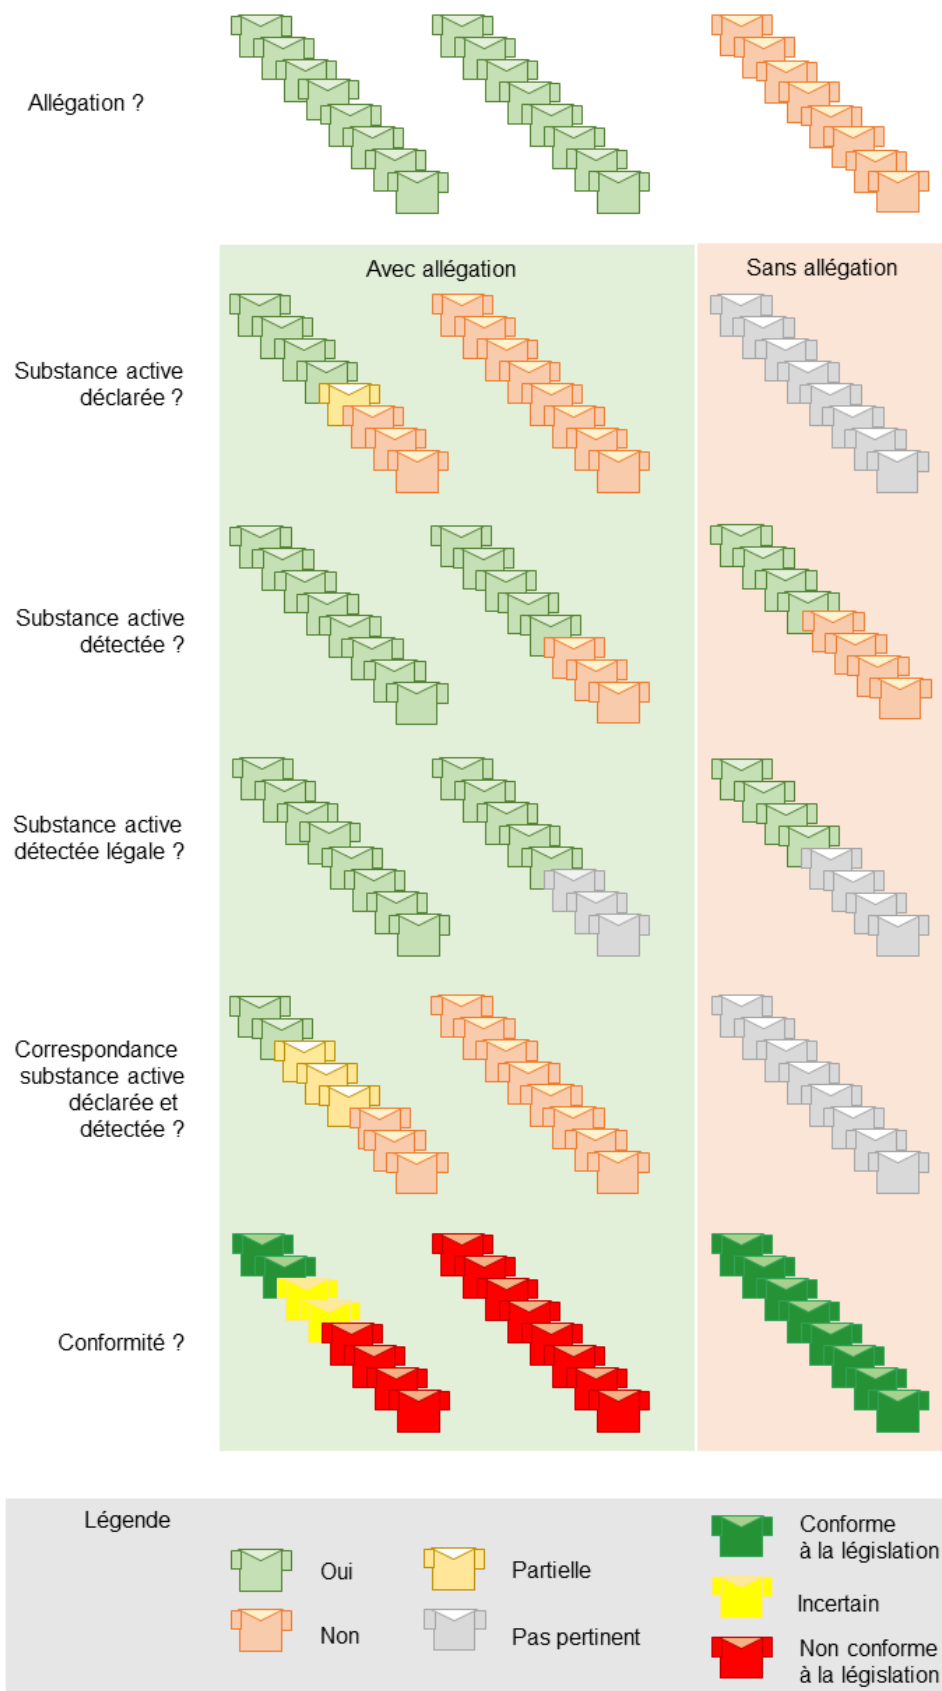 Allégation ?
Avec allégation
Sans allégation
Substance active
déclarée ?
Substance active
détectée ?
Substance active
détectée légale ?
Correspondance
substance active
déclarée et
détectée ?
Conformité ?
Légende
Oui
Non
Partielle
Pas pertinent
Conforme
à la législation
Incertain
Non conforme
à la législation